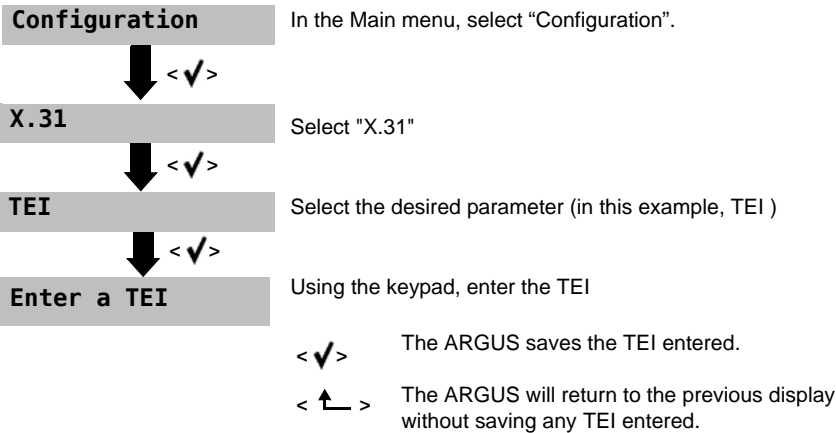 Configuration
In the Main menu, select “Configuration”.
<✓>
X.31
Select "X.31"
<✓>
TEI
Select the desired parameter (in this example, TEI )
<✓>
Enter a TEI
Using the keypad, enter the TEI
<✓>
The ARGUS saves the TEI entered.
< >
The ARGUS will return to the previous display
without saving any TEI entered.